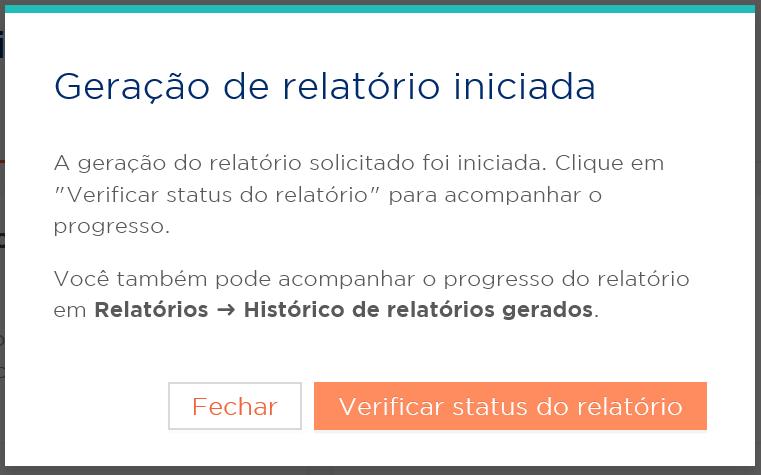 Geração de relatório iniciada
A geração do relatório solicitado foi iniciada. Clique em
"Verificar status do relatório" para acompanhar o
progresso.
Você também pode acompanhar o progresso do relatório
em Relatórios → Histórico de relatórios gerados.
Fechar
Verificar status do relatório